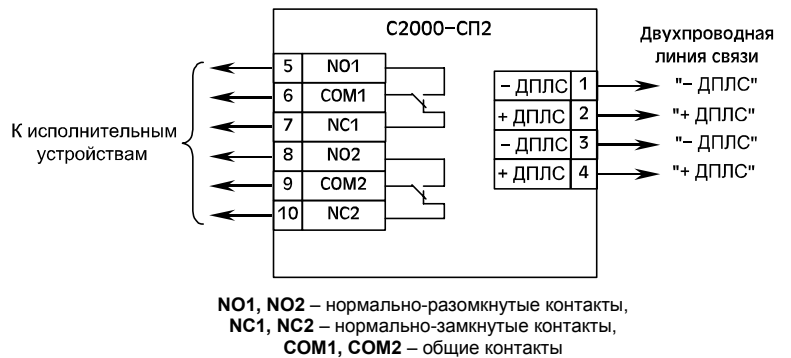 С2000–СП2
Двухпроводная
линия связи
5 NO1
6 COM1
7 NC1
8 NO2
9 COM2
10 NC2
К исполнительным
устройствам
– ДПЛС 1 "– ДПЛС"
+ ДПЛС 2 "+ ДПЛС"
– ДПЛС 3 "– ДПЛС"
+ ДПЛС 4 "+ ДПЛС"
NO1, NO2 – нормально-разомкнутые контакты,
NC1, NC2 – нормально-замкнутые контакты,
COM1, COM2 – общие контакты